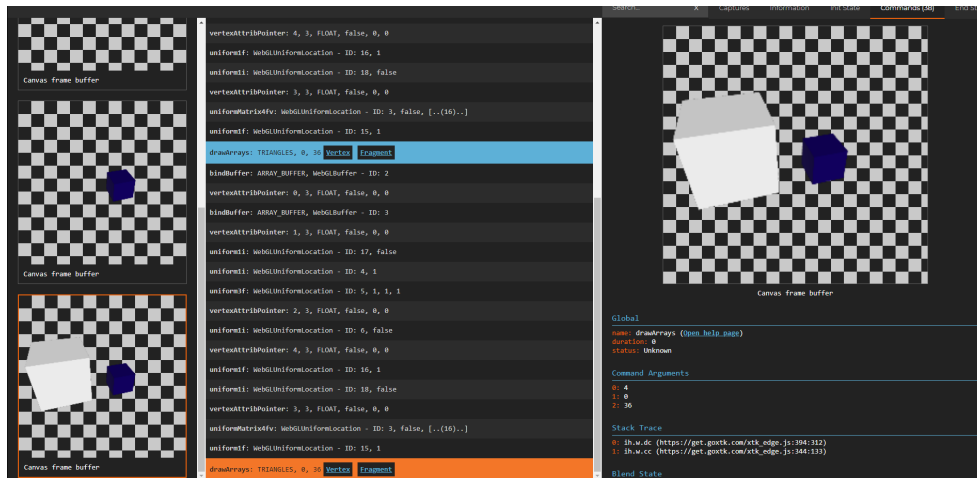 Search...
X
Captures
Information
Init State
Commands (38)
End St
Canvas frame buffer
Canvas frame buffer
Canvas frame buffer
vertexAttribPointer: 4, 3, FLOAT, false, 0, 0
uniform1f: WebGLUniformLocation - ID: 16, 1
uniform1i: WebGLUniformLocation - ID: 18, false
vertexAttribPointer: 3, 3, FLOAT, false, 0, 0
uniformMatrix4fv: WebGLUniformLocation - ID: 3, false, [..(16)..]
uniform1f: WebGLUniformLocation - ID: 15, 1
drawArrays: TRIANGLES, 0, 36 Vertex Fragment
bindBuffer: ARRAY_BUFFER, WebGLBuffer - ID: 2
vertexAttribPointer: 0, 3, FLOAT, false, 0, 0
bindBuffer: ARRAY_BUFFER, WebGLBuffer - ID: 3
vertexAttribPointer: 1, 3, FLOAT, false, 0, 0
uniform1i: WebGLUniformLocation - ID: 17, false
uniform1i: WebGLUniformLocation - ID: 4, 1
uniform3f: WebGLUniformLocation - ID: 5, 1, 1, 1
vertexAttribPointer: 2, 3, FLOAT, false, 0, 0
uniform1i: WebGLUniformLocation - ID: 6, false
vertexAttribPointer: 4, 3, FLOAT, false, 0, 0
uniform1f: WebGLUniformLocation - ID: 16, 1
uniform1i: WebGLUniformLocation - ID: 18, false
vertexAttribPointer: 3, 3, FLOAT, false, 0, 0
uniformMatrix4fv: WebGLUniformLocation - ID: 3, false, [..(16)..]
uniform1f: WebGLUniformLocation - ID: 15, 1
drawArrays: TRIANGLES, 0, 36 Vertex Fragment
Canvas frame buffer
Global
name: drawArrays (Open help page)
duration: 0
status: Unknown
Command Arguments
0: 4
1: 0
2: 36
Stack Trace
0: ih.w.dc (https://get.goxtk.com/xtk_edge.js:394:312)
1: ih.w.cc (https://get.goxtk.com/xtk_edge.js:344:133)
Blend State